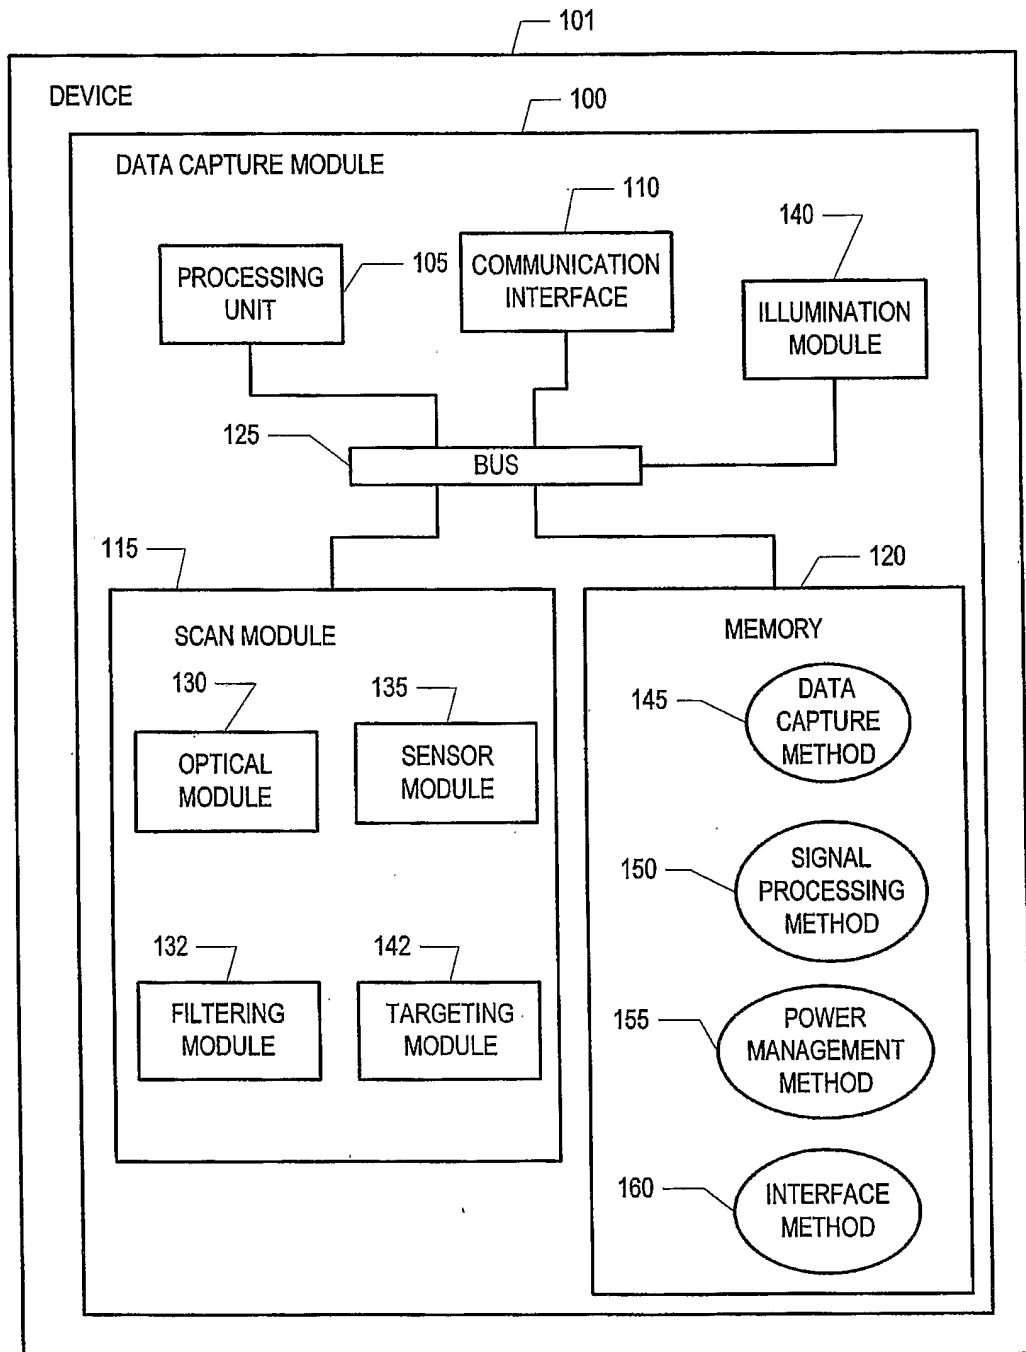 101
DEVICE
100
DATA CAPTURE MODULE
110
140
PROCESSING
UNIT
105
COMMUNICATION
INTERFACE
ILLUMINATION
MODULE
125
BUS
115
120
SCAN MODULE
MEMORY
130
135
145
DATA
CAPTURE
METHOD
OPTICAL
MODULE
SENSOR
MODULE
150
SIGNAL
PROCESSING
METHOD
132
142
FILTERING
MODULE
TARGETING
MODULE
155
POWER
MANAGEMENT
METHOD
160
INTERFACE
METHOD